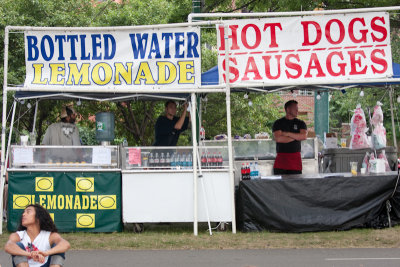 BOTTLED WATER
LEMONADE
HOT DOGS
SAUSAGES
LEMONADE